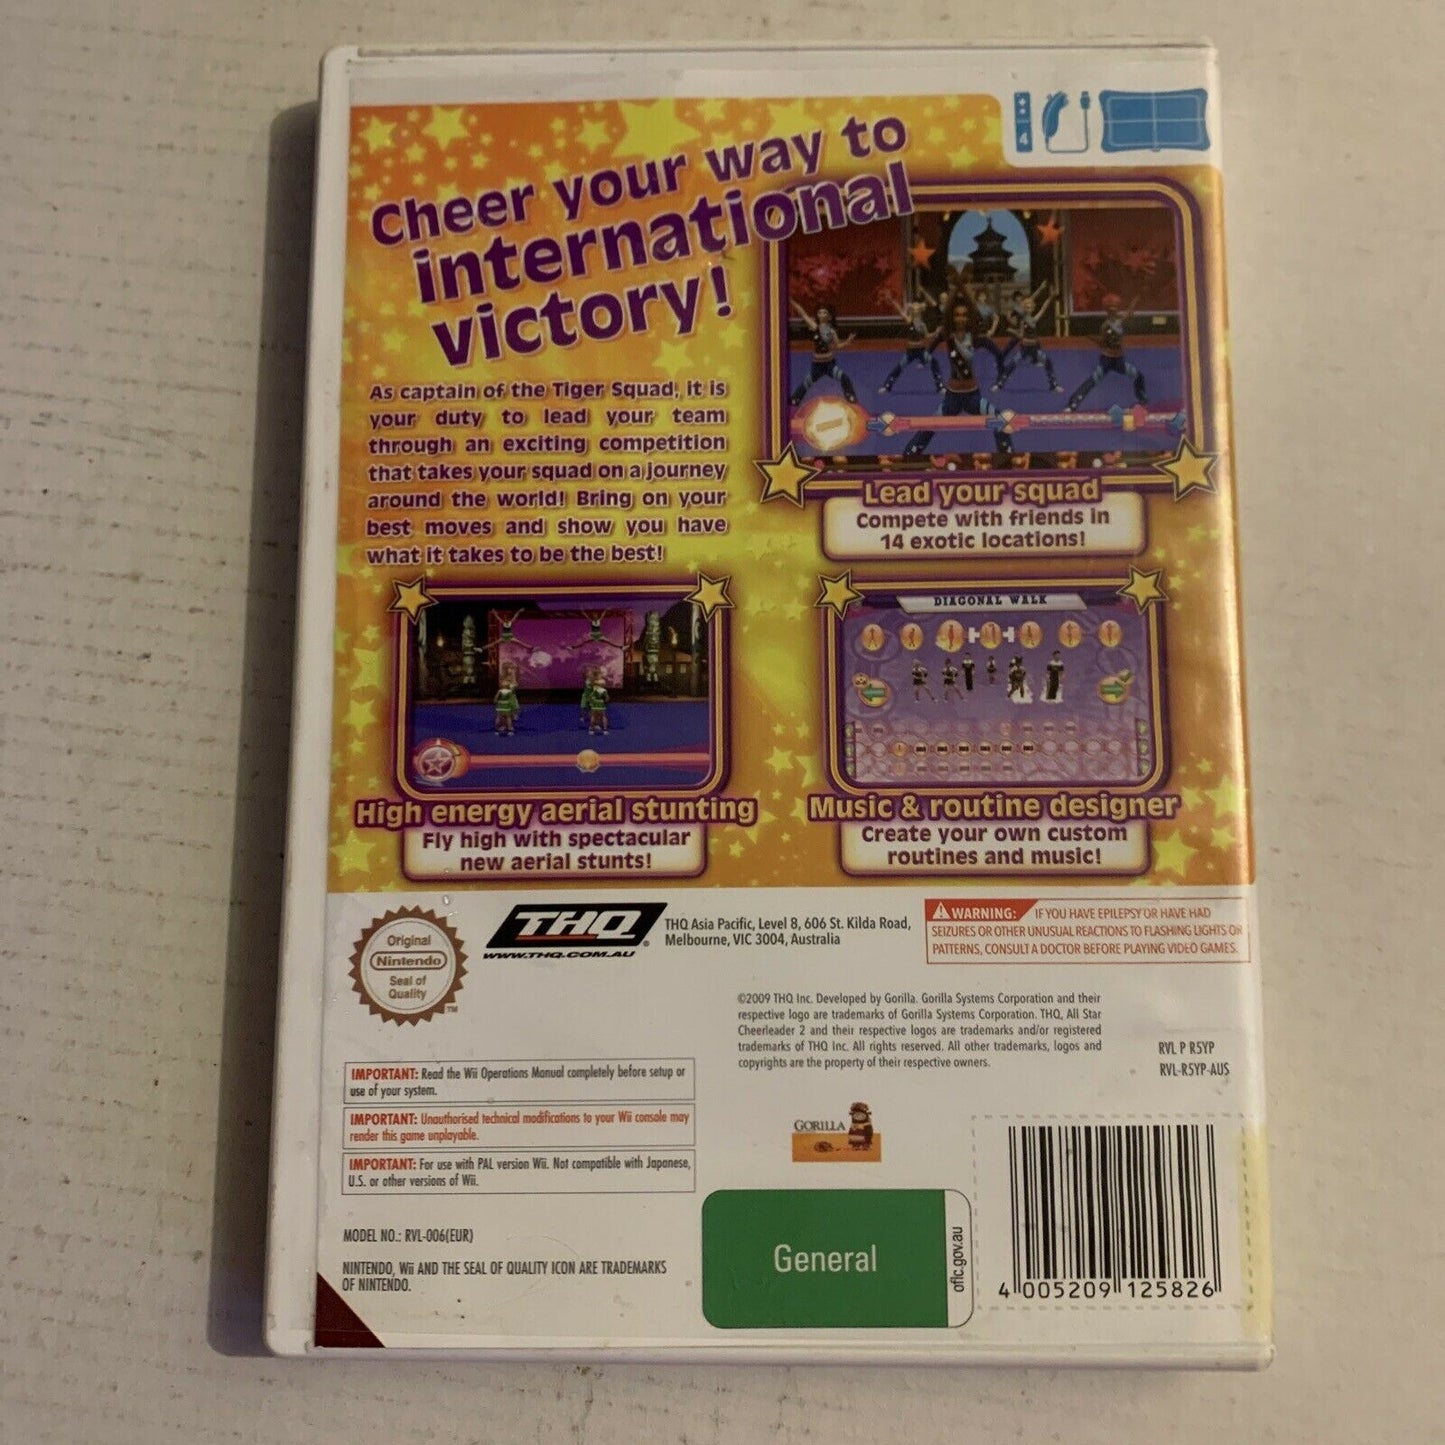 4
Cheer your way to
international
victory!
As captain of the Tiger Squad, it is
your duty to lead your team
through an exciting competition
that takes your squad on a journey
around the world! Bring on your
best moves and show you have
what it takes to be the best!
Lead your squad
Compete with friends in
14 exotic locations!
High energy aerial stunting
Fly high with spectacular
new aerial stunts!
DIAGONAL WALK
Music & routine designer
Create your own custom
routines and music!
Original
Nintendo
Seal of
Quality
TM
THQ®
WWW.THQ.COM.AU
THQ Asia Pacific, Level 8, 606 St. Kilda Road,
Melbourne, VIC 3004, Australia
WARNING: IF YOU HAVE EPILEPSY OR HAVE HAD
SEIZURES OR OTHER UNUSUAL REACTIONS TO FLASHING LIGHTS OR
PATTERNS, CONSULT A DOCTOR BEFORE PLAYING VIDEO GAMES.
©2009 THQ Inc. Developed by Gorilla. Gorilla Systems Corporation and their
respective logo are trademarks of Gorilla Systems Corporation. THQ, All Star
Cheerleader 2 and their respective logos are trademarks and/or registered
trademarks of THQ Inc. All rights reserved. All other trademarks, logos and
copyrights are the property of their respective owners.
RVL P R5YP
RVL-R5YP-AUS
IMPORTANT: Read the Wii Operations Manual completely before setup or
use of your system.
IMPORTANT: Unauthorised technical modifications to your Wii console may
render this game unplayable.
IMPORTANT: For use with PAL version Wii. Not compatible with Japanese,
U.S. or other versions of Wii.
MODEL NO.: RVL-006(EUR)
NINTENDO, Wii AND THE SEAL OF QUALITY ICON ARE TRADEMARKS
OF NINTENDO.
GORILLA
General
oflc.gov.au
4 005209 125826